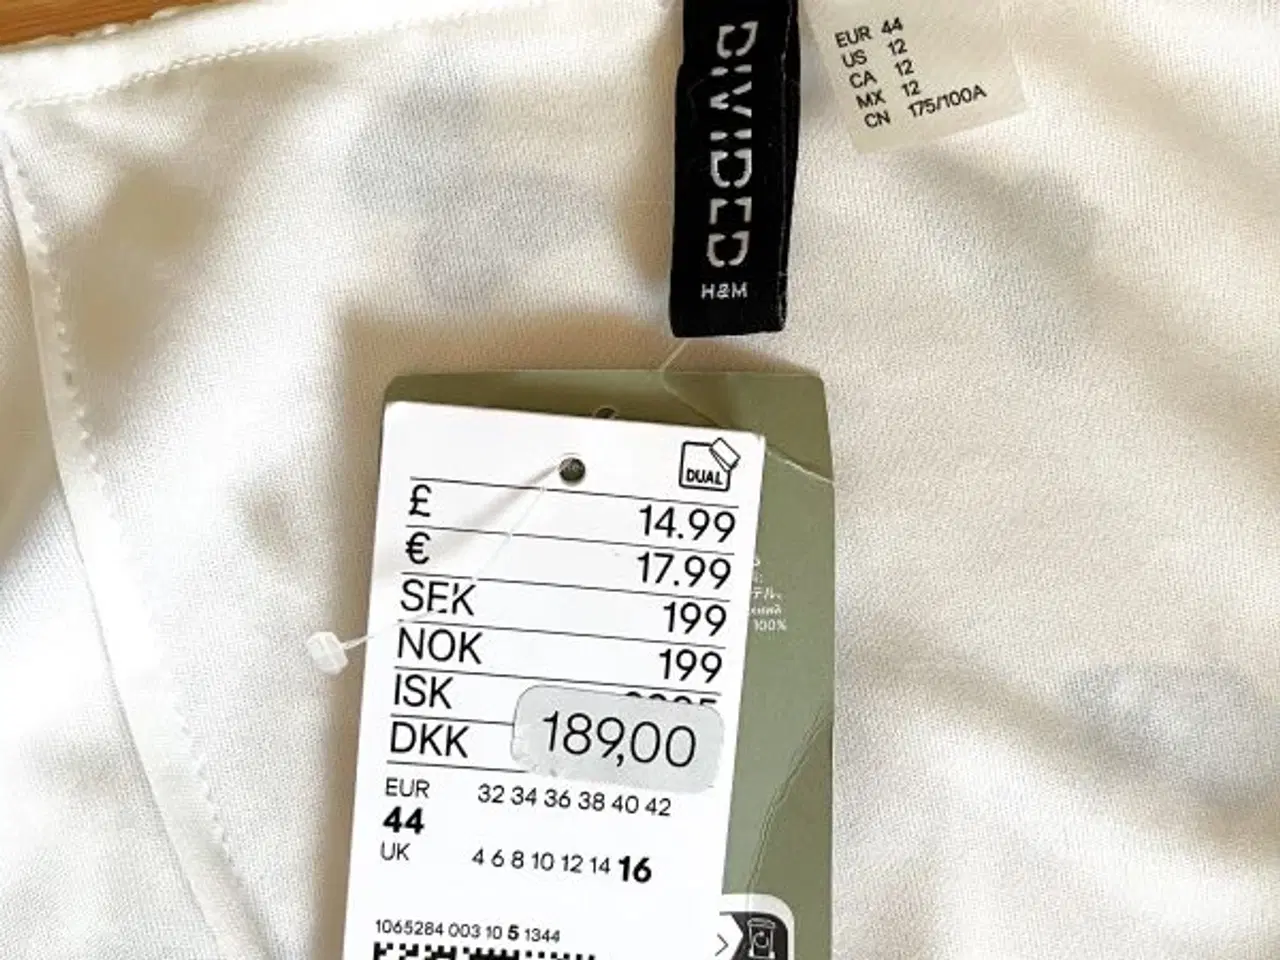 DIVIDED
H&M
EUR 44
US 12
CA 12
MX 12
CN 175/100A
DUAL
£ 14.99
€ 17.99
SEK 199
NOK 199
ISK
DKK 189,00
EUR 32 34 36 38 40 42
44
UK 4 6 8 10 12 14 16
1065284 003 10 5 1344
100%